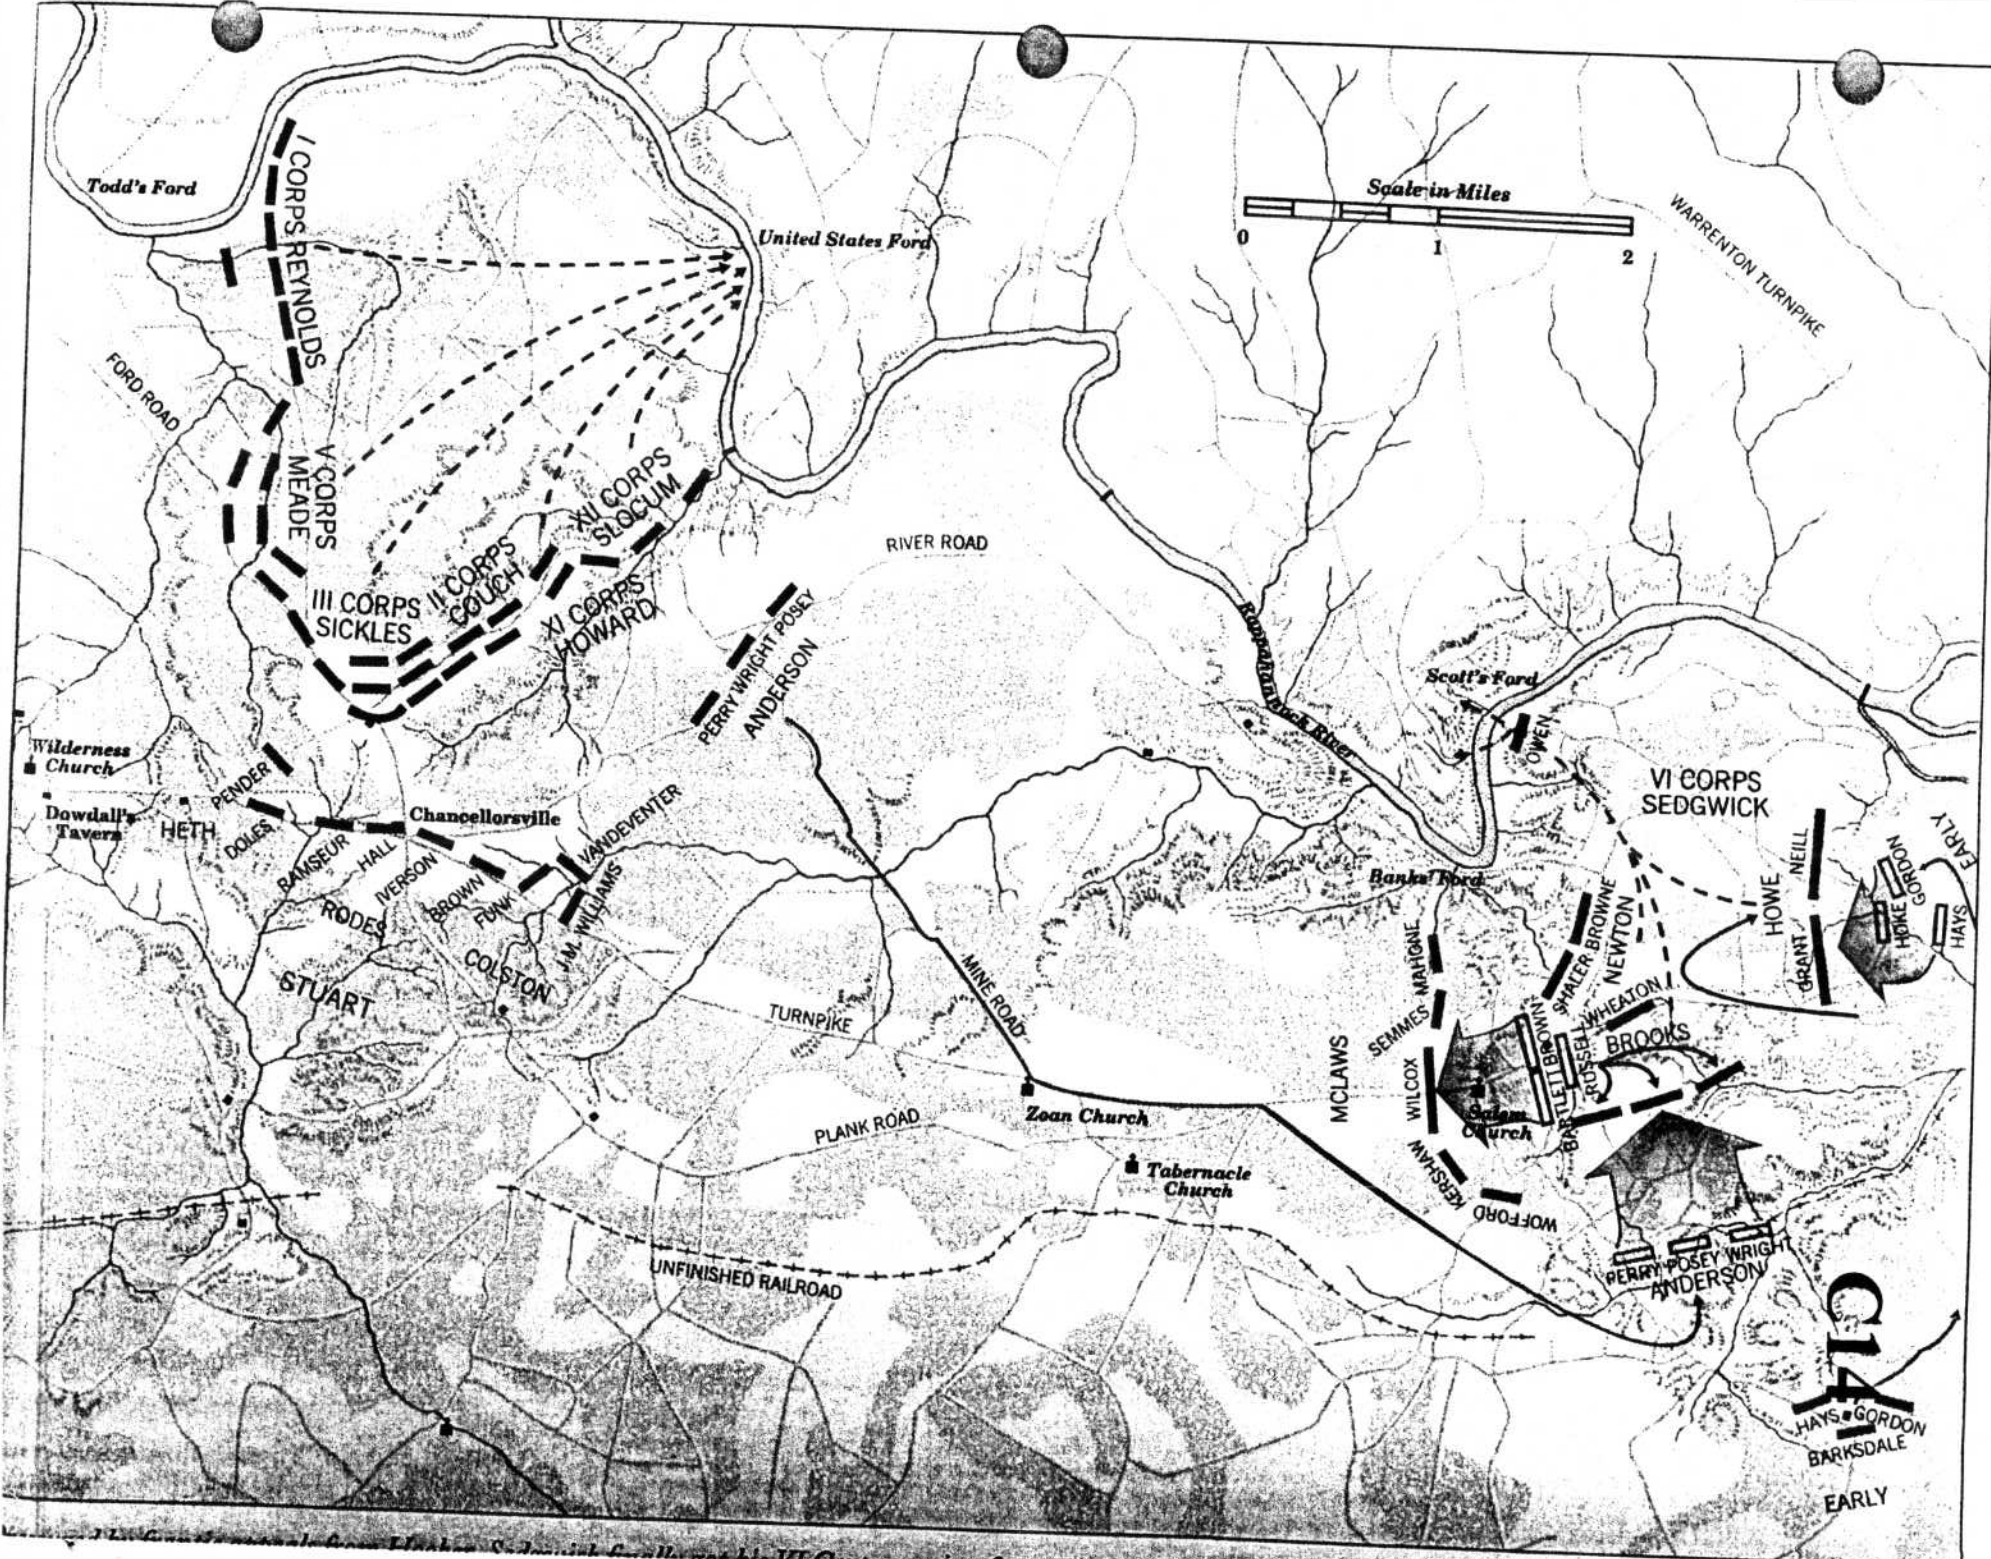 Todd's Ford
I CORPS REYNOLDS
United States Ford
Scale in Miles
0 1 2
WARRENTON TURNPIKE
FORD ROAD
V CORPS
MEADE
XII CORPS
SLOCUM
II CORPS
COUCH
III CORPS
SICKLES
XI CORPS
HOWARD
RIVER ROAD
PERRY WRIGHT POSEY
ANDERSON
Rappahannock River
Scott's Ford
OWEN
VI CORPS
SEDGWICK
Wilderness
Church
Dowdall's
Tavern
PENDER
HETH
DOLES
Chancellorsville
RAMSEUR
HALL
IVERSON
RODES
BROWN
FUNK
VANDEVENTER
J.M. WILLIAMS
COLSTON
STUART
Banks' Ford
NEILL
HOWE
GRANT
EARLY
GORDON
HOKE
HAYS
SHALER BROWNE
NEWTON
WHEATON
BROOKS
MAHONE
SEMMES
MCLAWS
WILCOX
KERSHAW
WOFFORD
BROWN
BARTLETT
RUSSELL
Salem
Church
MINE ROAD
TURNPIKE
Zoan Church
PLANK ROAD
Tabernacle
Church
UNFINISHED RAILROAD
PERRY POSEY WRIGHT
ANDERSON
C14
HAYS GORDON
BARKSDALE
EARLY